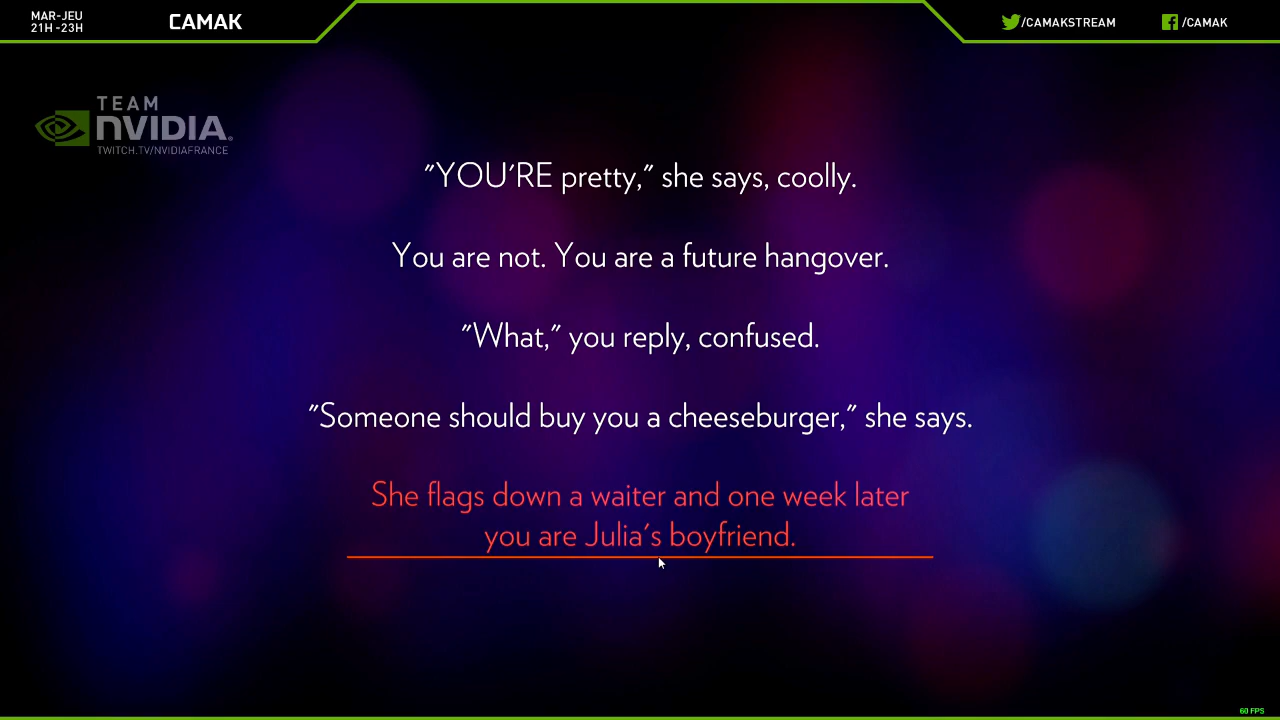 MAR-JEU
21H -23H
CAMAK
/CAMAKSTREAM
/CAMAK
TEAM
NVIDIA.
TWITCH.TV/NVIDIAFRANCE
"YOU'RE pretty," she says, coolly.
You are not. You are a future hangover.
"What," you reply, confused.
"Someone should buy you a cheeseburger," she says.
She flags down a waiter and one week later
you are Julia's boyfriend.
60 FPS